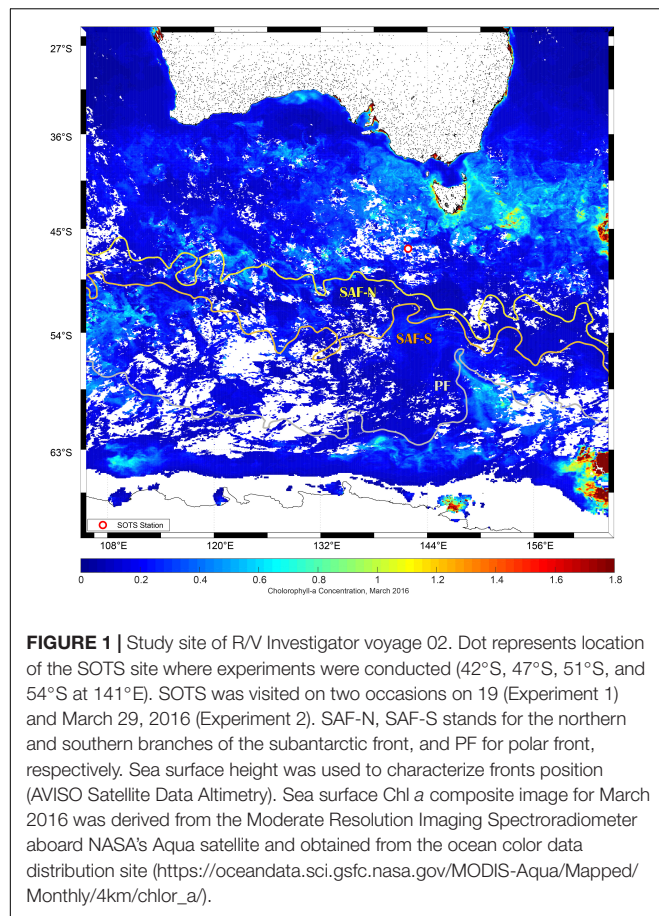 27°S
36°S
45°S
SAF-N
54°S
SAF-S
PF
63°S
SOTS Station
108°E 120°E 132°E 144°E 156°E
0 0.2 0.4 0.6 0.8 1 1.2 1.4 1.6 1.8
Cholorophyll-a Concentration, March 2016
FIGURE 1 | Study site of R/V Investigator voyage 02. Dot represents location
of the SOTS site where experiments were conducted (42°S, 47°S, 51°S, and
54°S at 141°E). SOTS was visited on two occasions on 19 (Experiment 1)
and March 29, 2016 (Experiment 2). SAF-N, SAF-S stands for the northern
and southern branches of the subantarctic front, and PF for polar front,
respectively. Sea surface height was used to characterize fronts position
(AVISO Satellite Data Altimetry). Sea surface Chl a composite image for March
2016 was derived from the Moderate Resolution Imaging Spectroradiometer
aboard NASA's Aqua satellite and obtained from the ocean color data
distribution site (https://oceandata.sci.gsfc.nasa.gov/MODIS-Aqua/Mapped/
Monthly/4km/chlor_a/).